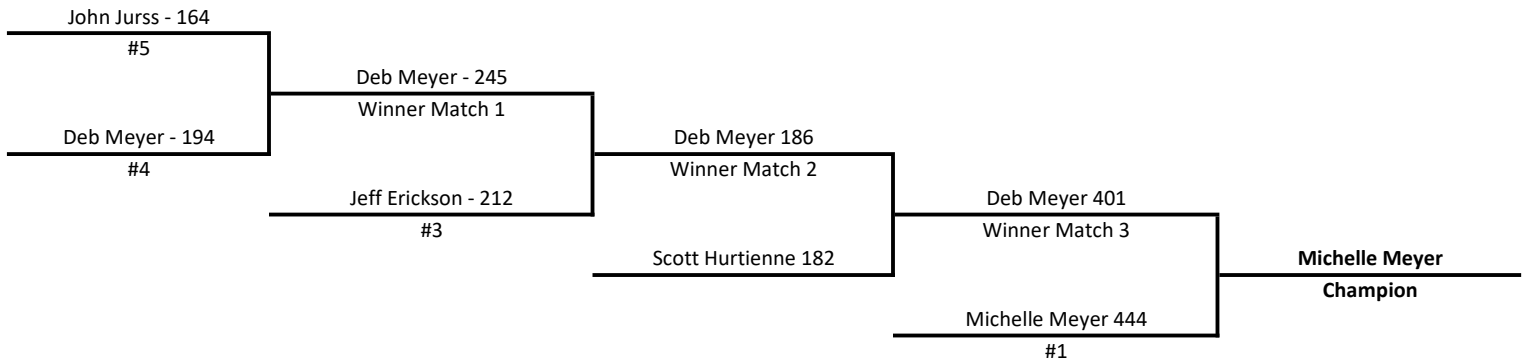 John Jurss - 164
#5
Deb Meyer - 245
Winner Match 1
Deb Meyer - 194
#4
Deb Meyer 186
Winner Match 2
Jeff Erickson - 212
#3
Deb Meyer 401
Winner Match 3
Scott Hurtienne 182
Michelle Meyer
Champion
Michelle Meyer 444
#1